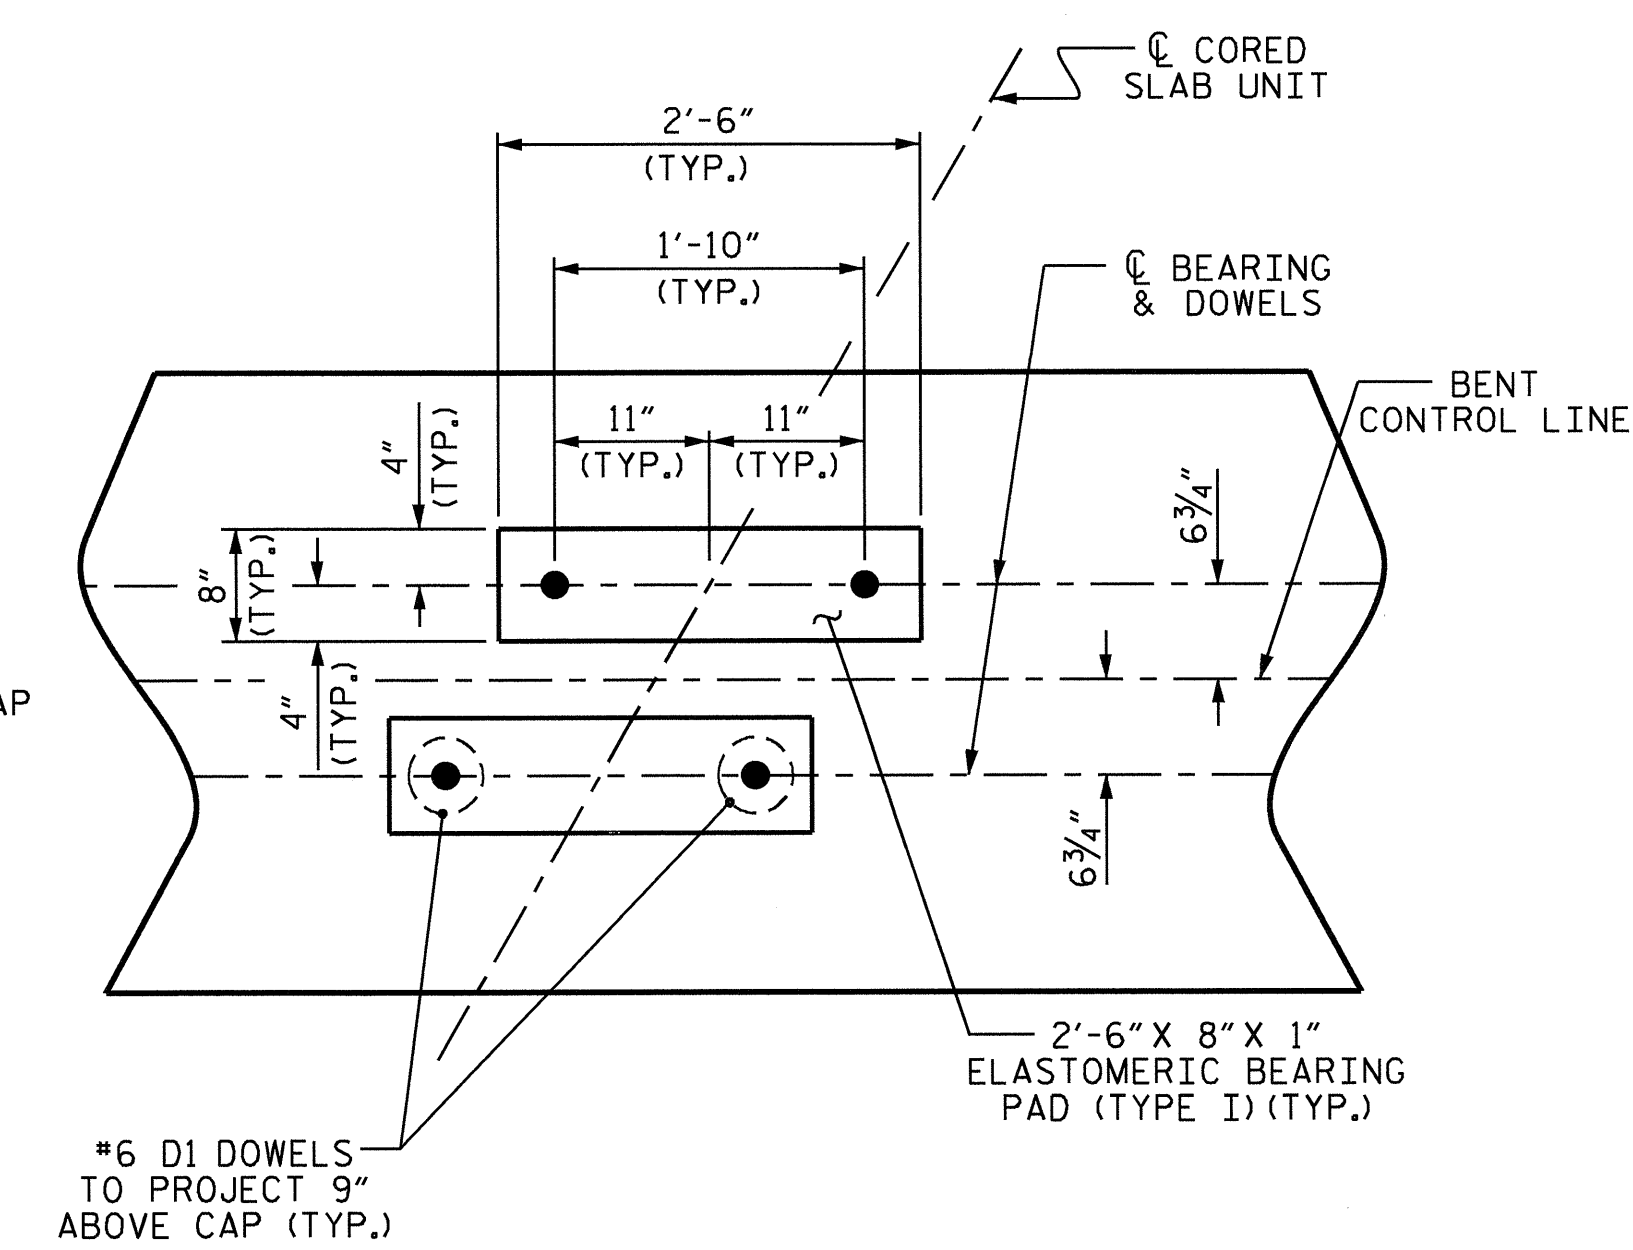 ℄ CORED
SLAB UNIT
2'-6"
(TYP.)
1'-10"
(TYP.)
℄ BEARING
& DOWELS
BENT
CONTROL LINE
11"
(TYP.)
11"
(TYP.)
4"
(TYP.)
6¾"
8"
(TYP.)
4"
(TYP.)
AP
6¾"
2'-6" X 8" X 1"
ELASTOMERIC BEARING
PAD (TYPE I)(TYP.)
#6 D1 DOWELS
TO PROJECT 9"
ABOVE CAP (TYP.)